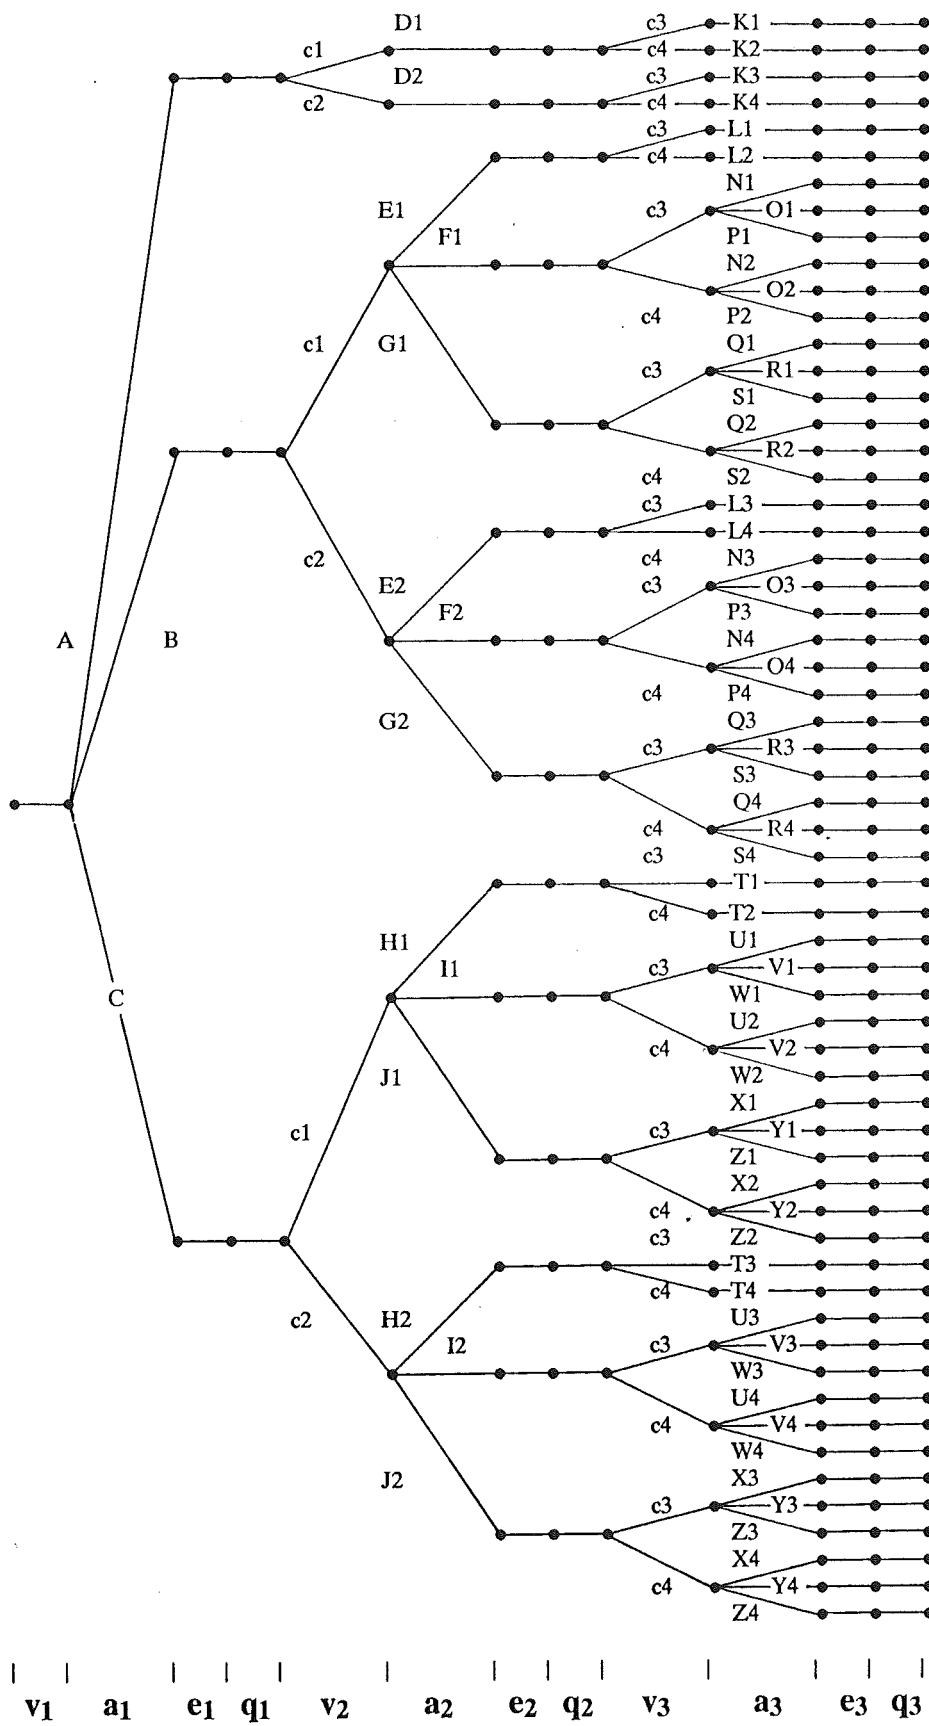 D1 c3 K1
c1 c4 K2
D2 c3 K3
c2 c4 K4
c3 L1
c4 L2
N1
E1 c3 O1
F1 P1
N2
O2
c4 P2
c1 G1 Q1
c3 R1
S1
Q2
R2
c4 S2
c3 L3
L4
c2 c4 N3
E2 c3 O3
F2 P3
A B N4
O4
c4 P4
G2 Q3
c3 R3
S3
Q4
c4 R4
c3 S4
T1
c4 T2
H1 U1
I1 c3 V1
C W1
U2
c4 V2
J1 W2
X1
c1 c3 Y1
Z1
X2
c4 Y2
c3 Z2
T3
c4 T4
c2 H2 U3
I2 c3 V3
W3
U4
c4 V4
W4
J2 X3
c3 Y3
Z3
X4
c4 Y4
Z4
v1 a1 e1 q1 v2 a2 e2 q2 v3 a3 e3 q3